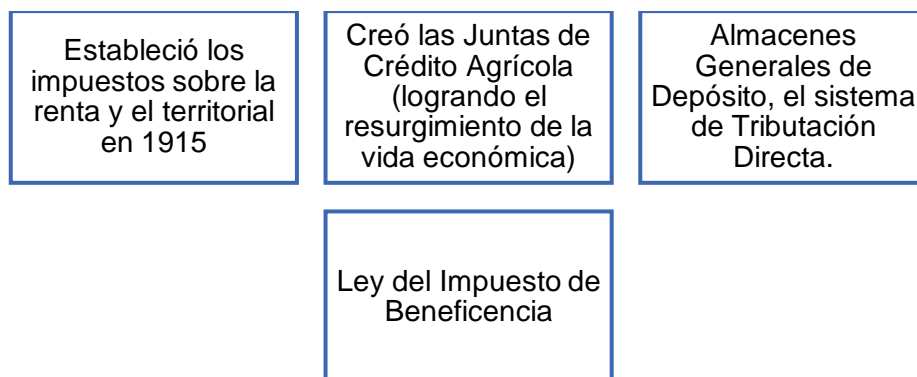 Estableció los
impuestos sobre la
renta y el territorial
en 1915
Creó las Juntas de
Crédito Agrícola
(logrando el
resurgimiento de la
vida económica)
Almacenes
Generales de
Depósito, el sistema
de Tributación
Directa.
Ley del Impuesto de
Beneficencia